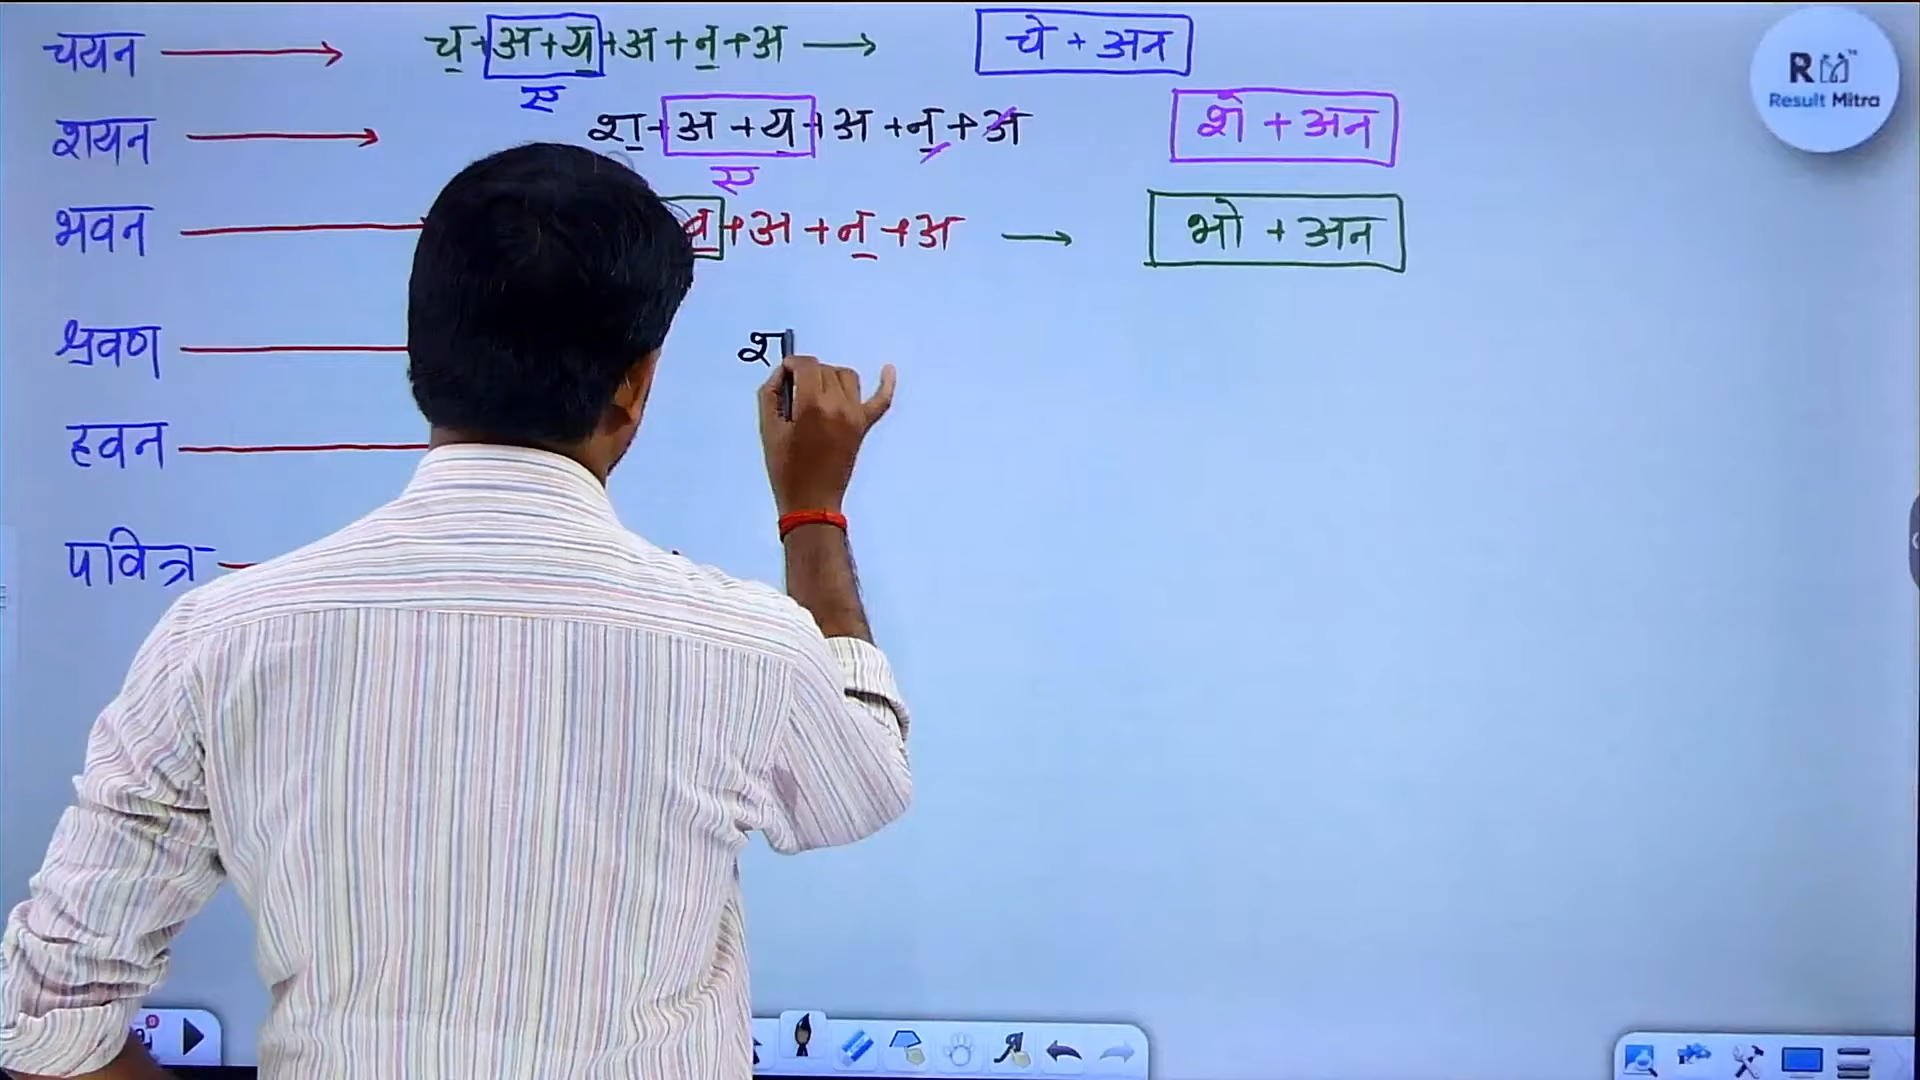 चयन → च्+अ+य्+अ+न्+अ → चे + अन
ए
शयन → श्+अ+य्+अ+न्+अ शे + अन
ए
भवन व्+अ+न्+अ → भो + अन
श्रवण श
हवन
पवित्र
R
Result Mitra